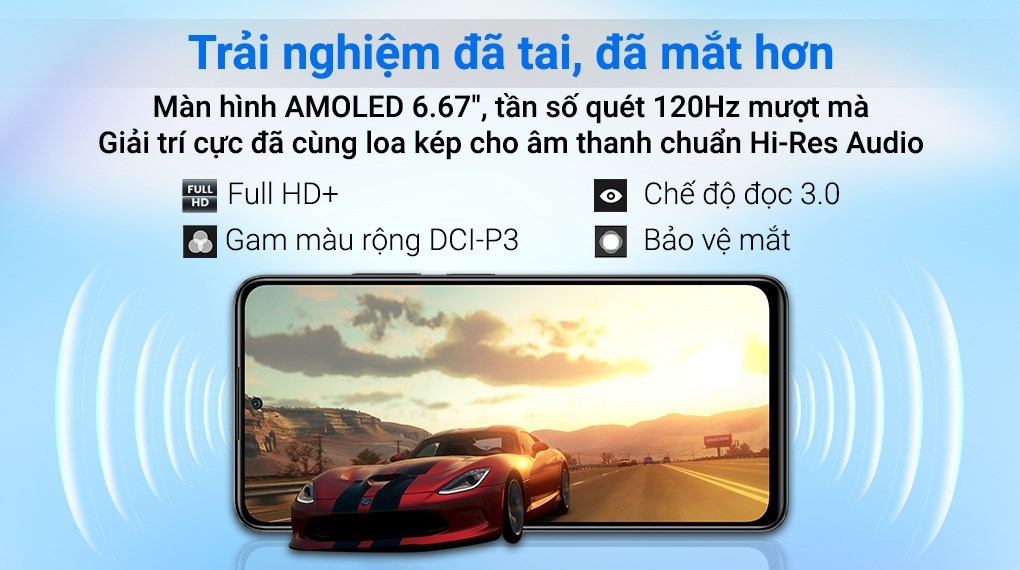 Trải nghiệm đã tai, đã mắt hơn
Màn hình AMOLED 6.67", tần số quét 120Hz mượt mà
Giải trí cực đã cùng loa kép cho âm thanh chuẩn Hi-Res Audio
FULL
HD
Full HD+
Chế độ đọc 3.0
Gam màu rộng DCI-P3
Bảo vệ mắt